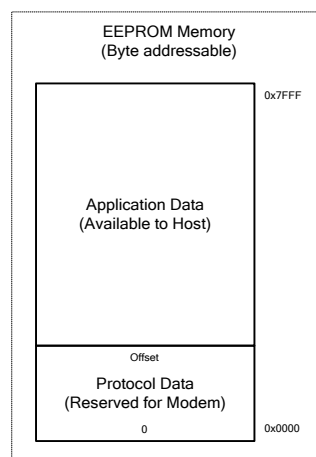 EEPROM Memory
(Byte addressable)
0x7FFF
Application Data
(Available to Host)
Offset
Protocol Data
(Reserved for Modem)
0
0x0000